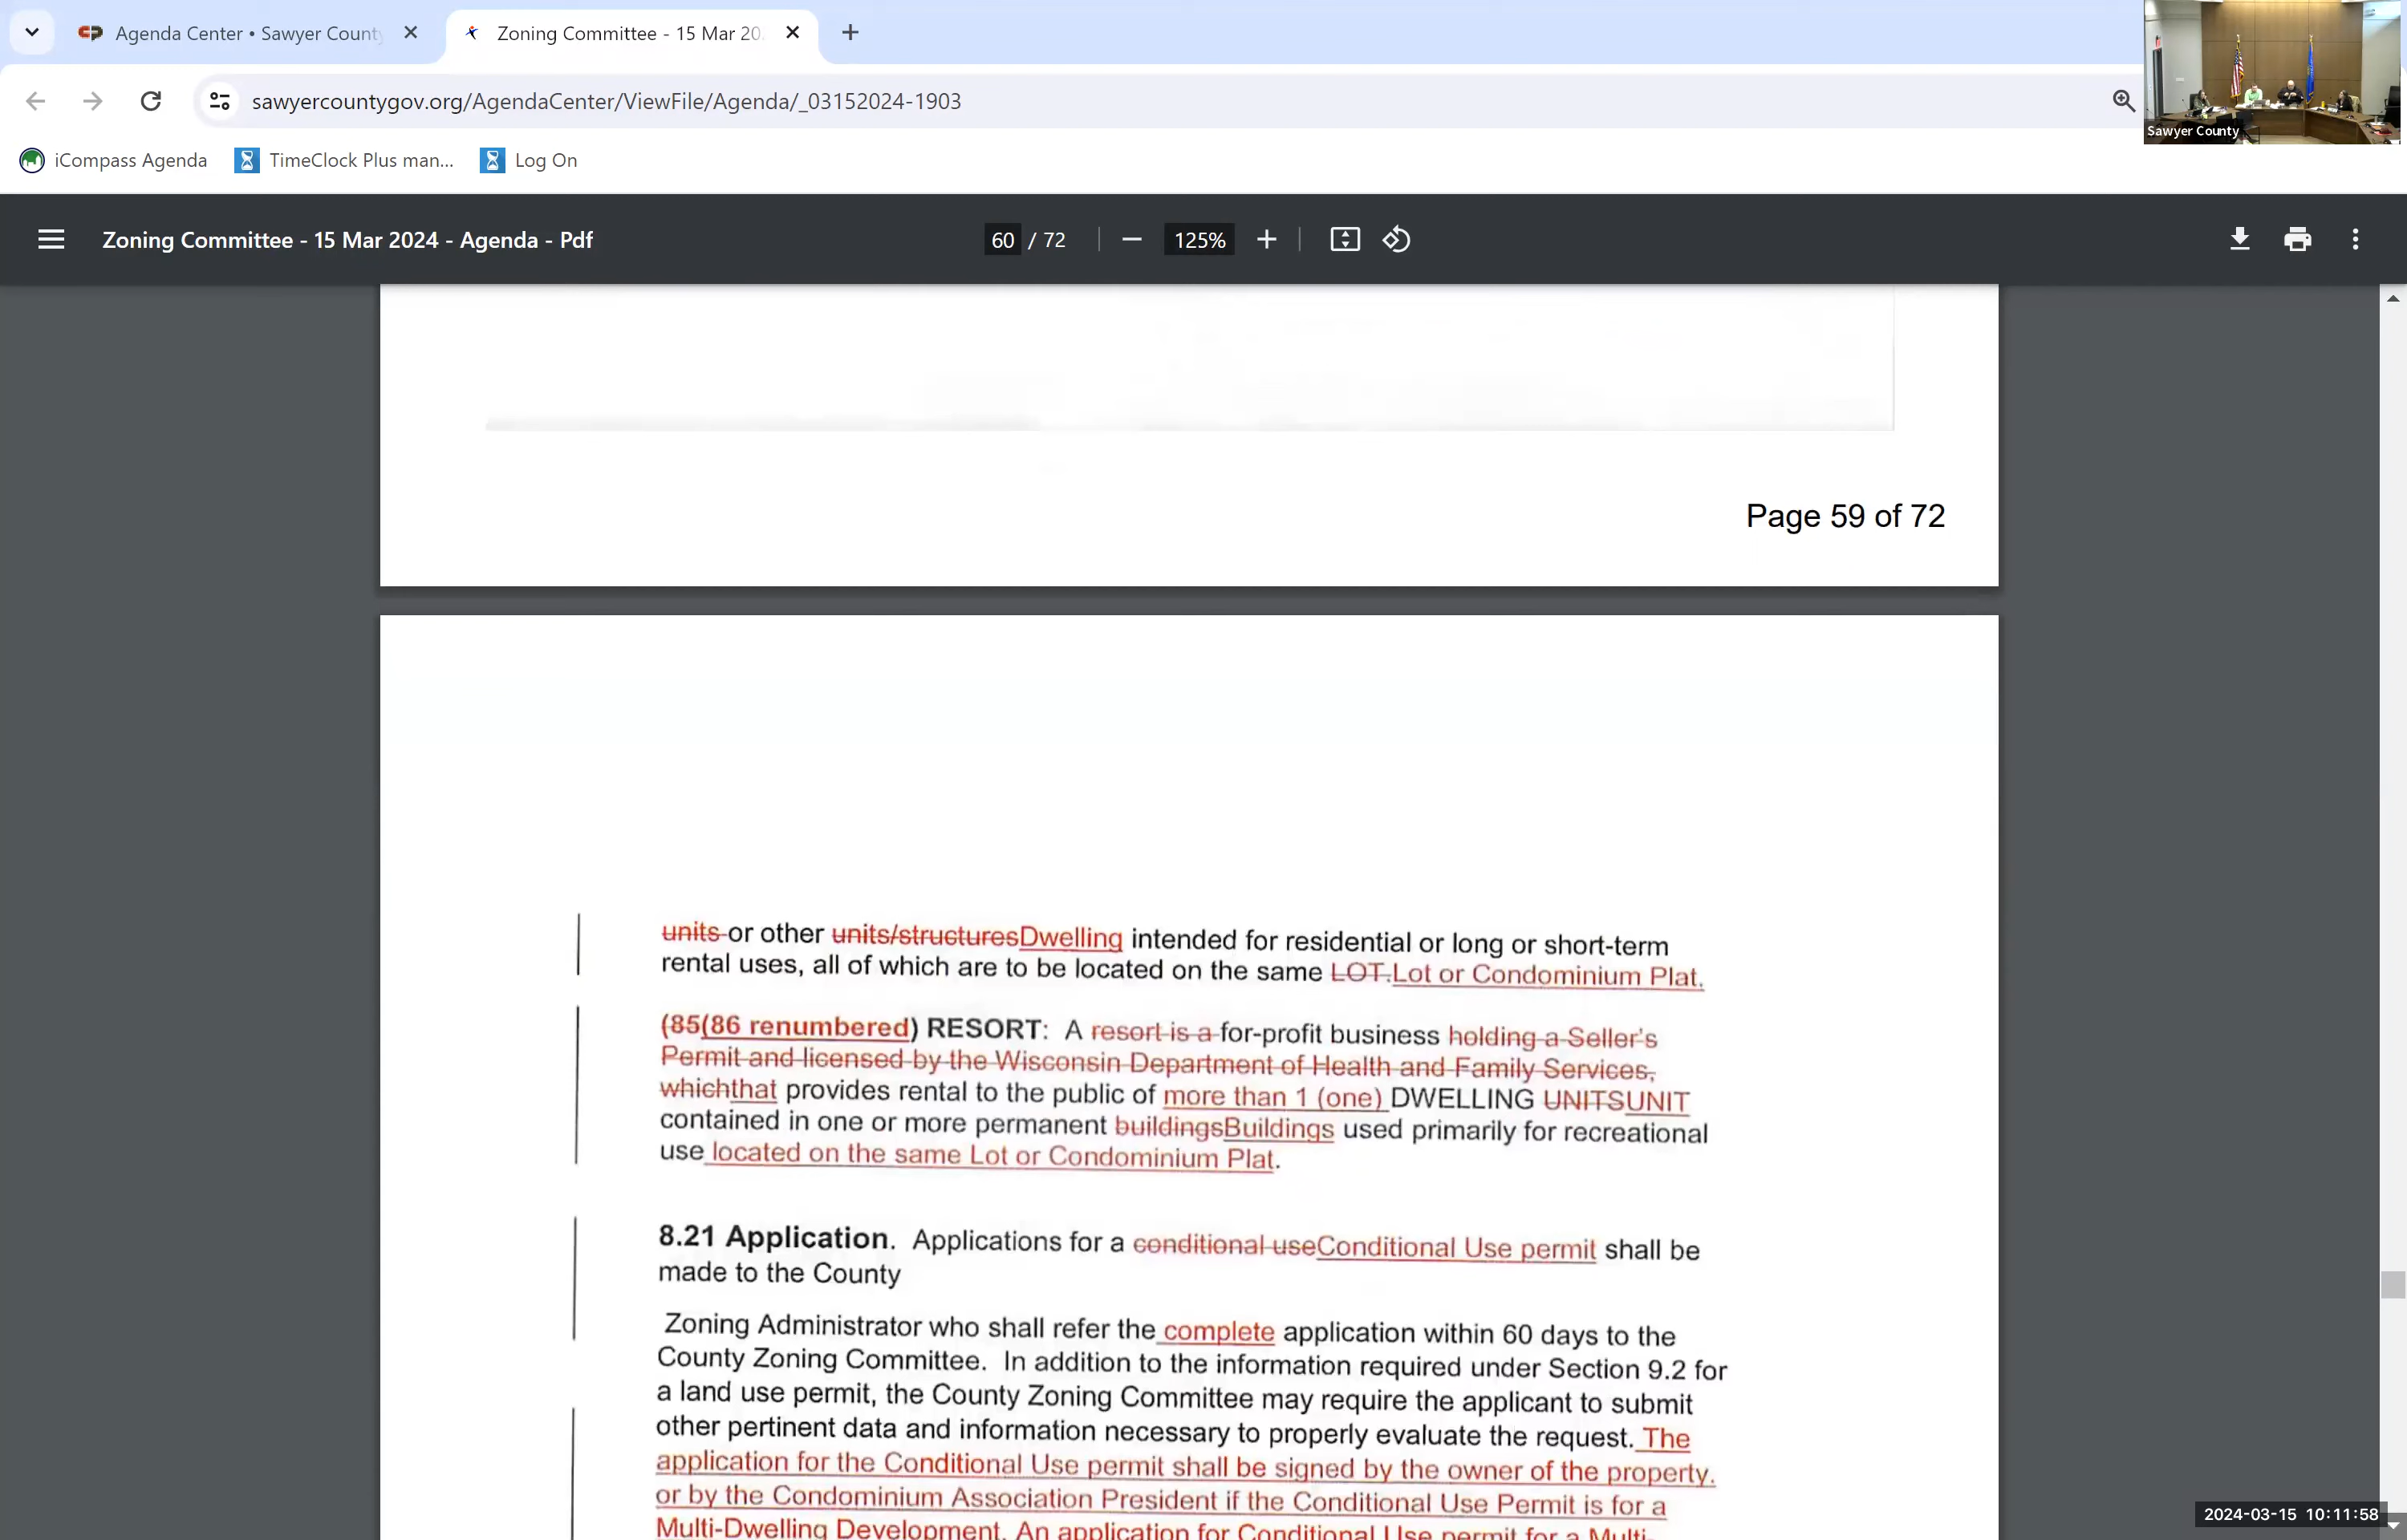 Agenda Center • Sawyer County
Zoning Committee - 15 Mar 20
sawyercountygov.org/AgendaCenter/ViewFile/Agenda/_03152024-1903
Sawyer County
iCompass Agenda
TimeClock Plus man...
Log On
Zoning Committee - 15 Mar 2024 - Agenda - Pdf
60 / 72
125%
Page 59 of 72
units or other units/structuresDwelling intended for residential or long or short-term
rental uses, all of which are to be located on the same LOT.Lot or Condominium Plat.
(85(86 renumbered) RESORT: A resort is a for-profit business holding a Seller's
Permit and licensed by the Wisconsin Department of Health and Family Services,
whichthat provides rental to the public of more than 1 (one) DWELLING UNITSUNIT
contained in one or more permanent buildingsBuildings used primarily for recreational
use located on the same Lot or Condominium Plat.
8.21 Application. Applications for a conditional useConditional Use permit shall be
made to the County
Zoning Administrator who shall refer the complete application within 60 days to the
County Zoning Committee. In addition to the information required under Section 9.2 for
a land use permit, the County Zoning Committee may require the applicant to submit
other pertinent data and information necessary to properly evaluate the request. The
application for the Conditional Use permit shall be signed by the owner of the property.
or by the Condominium Association President if the Conditional Use Permit is for a
Multi-Dwelling Development. An application for Conditional Use permit for a Multi-
2024-03-15 10:11:58